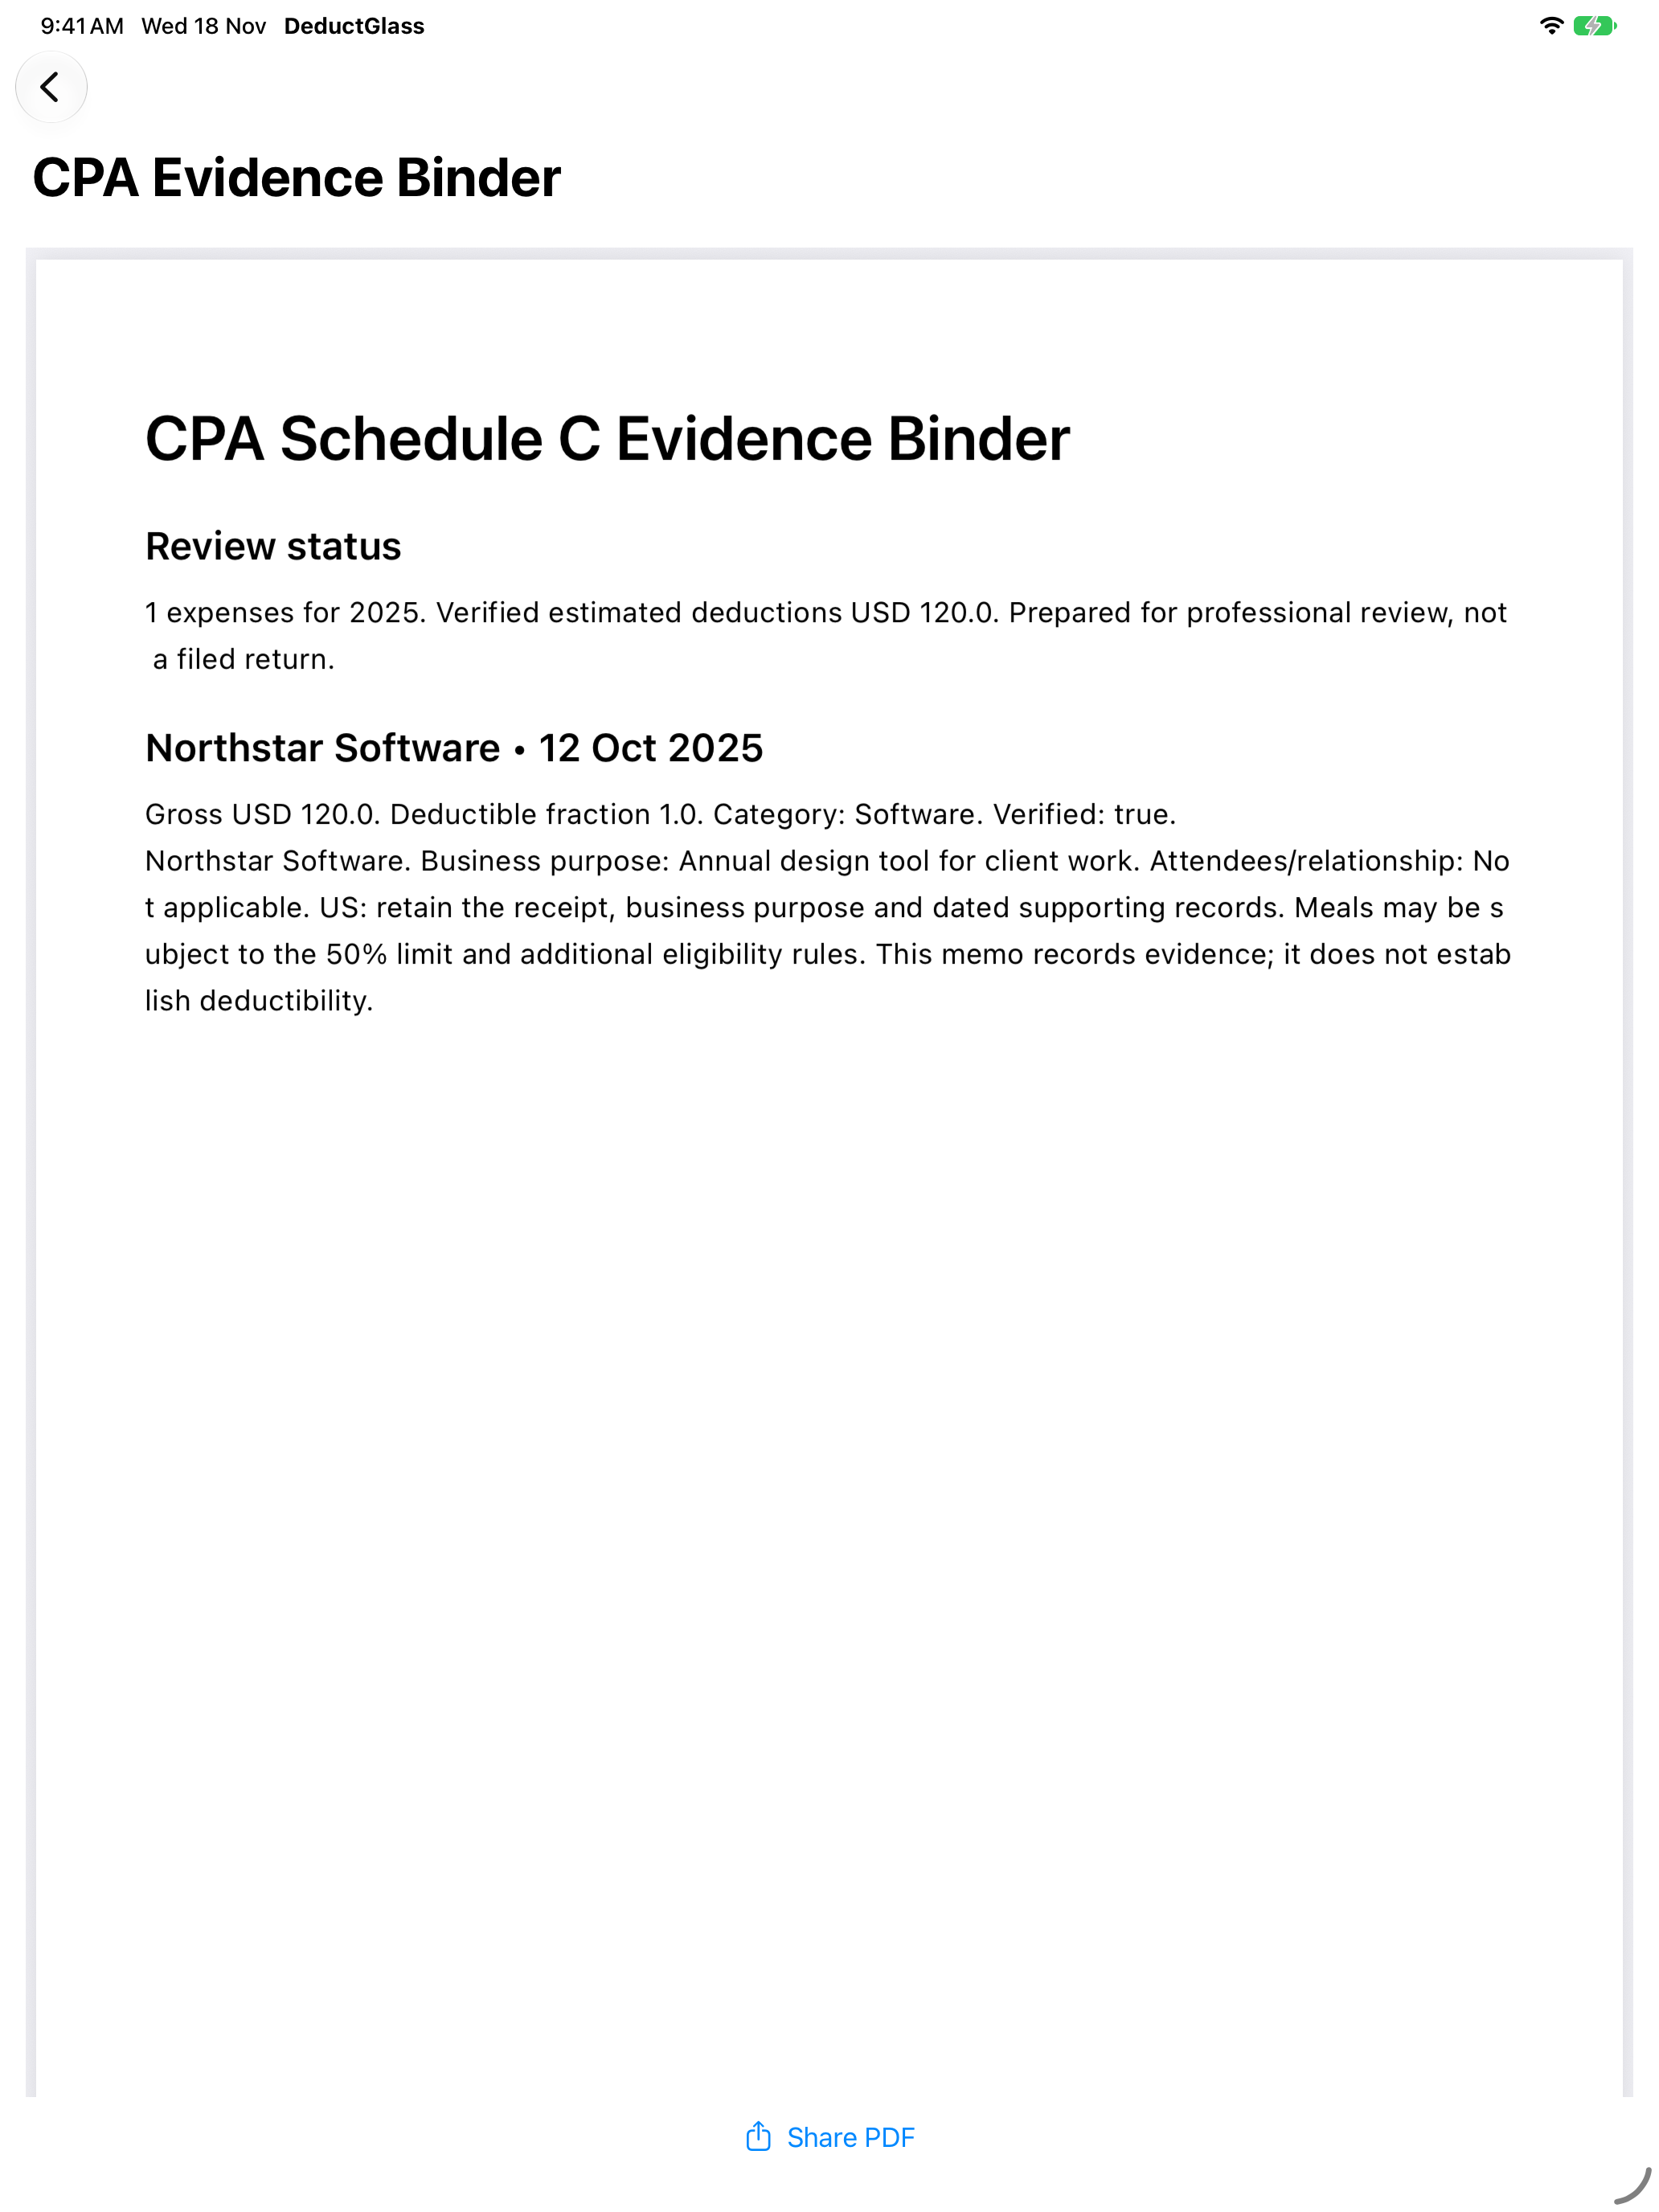 9:41 AM Wed 18 Nov DeductGlass
CPA Evidence Binder
CPA Schedule C Evidence Binder
Review status
1 expenses for 2025. Verified estimated deductions USD 120.0. Prepared for professional review, not
a filed return.
Northstar Software • 12 Oct 2025
Gross USD 120.0. Deductible fraction 1.0. Category: Software. Verified: true.
Northstar Software. Business purpose: Annual design tool for client work. Attendees/relationship: No
t applicable. US: retain the receipt, business purpose and dated supporting records. Meals may be s
ubject to the 50% limit and additional eligibility rules. This memo records evidence; it does not estab
lish deductibility.
Share PDF